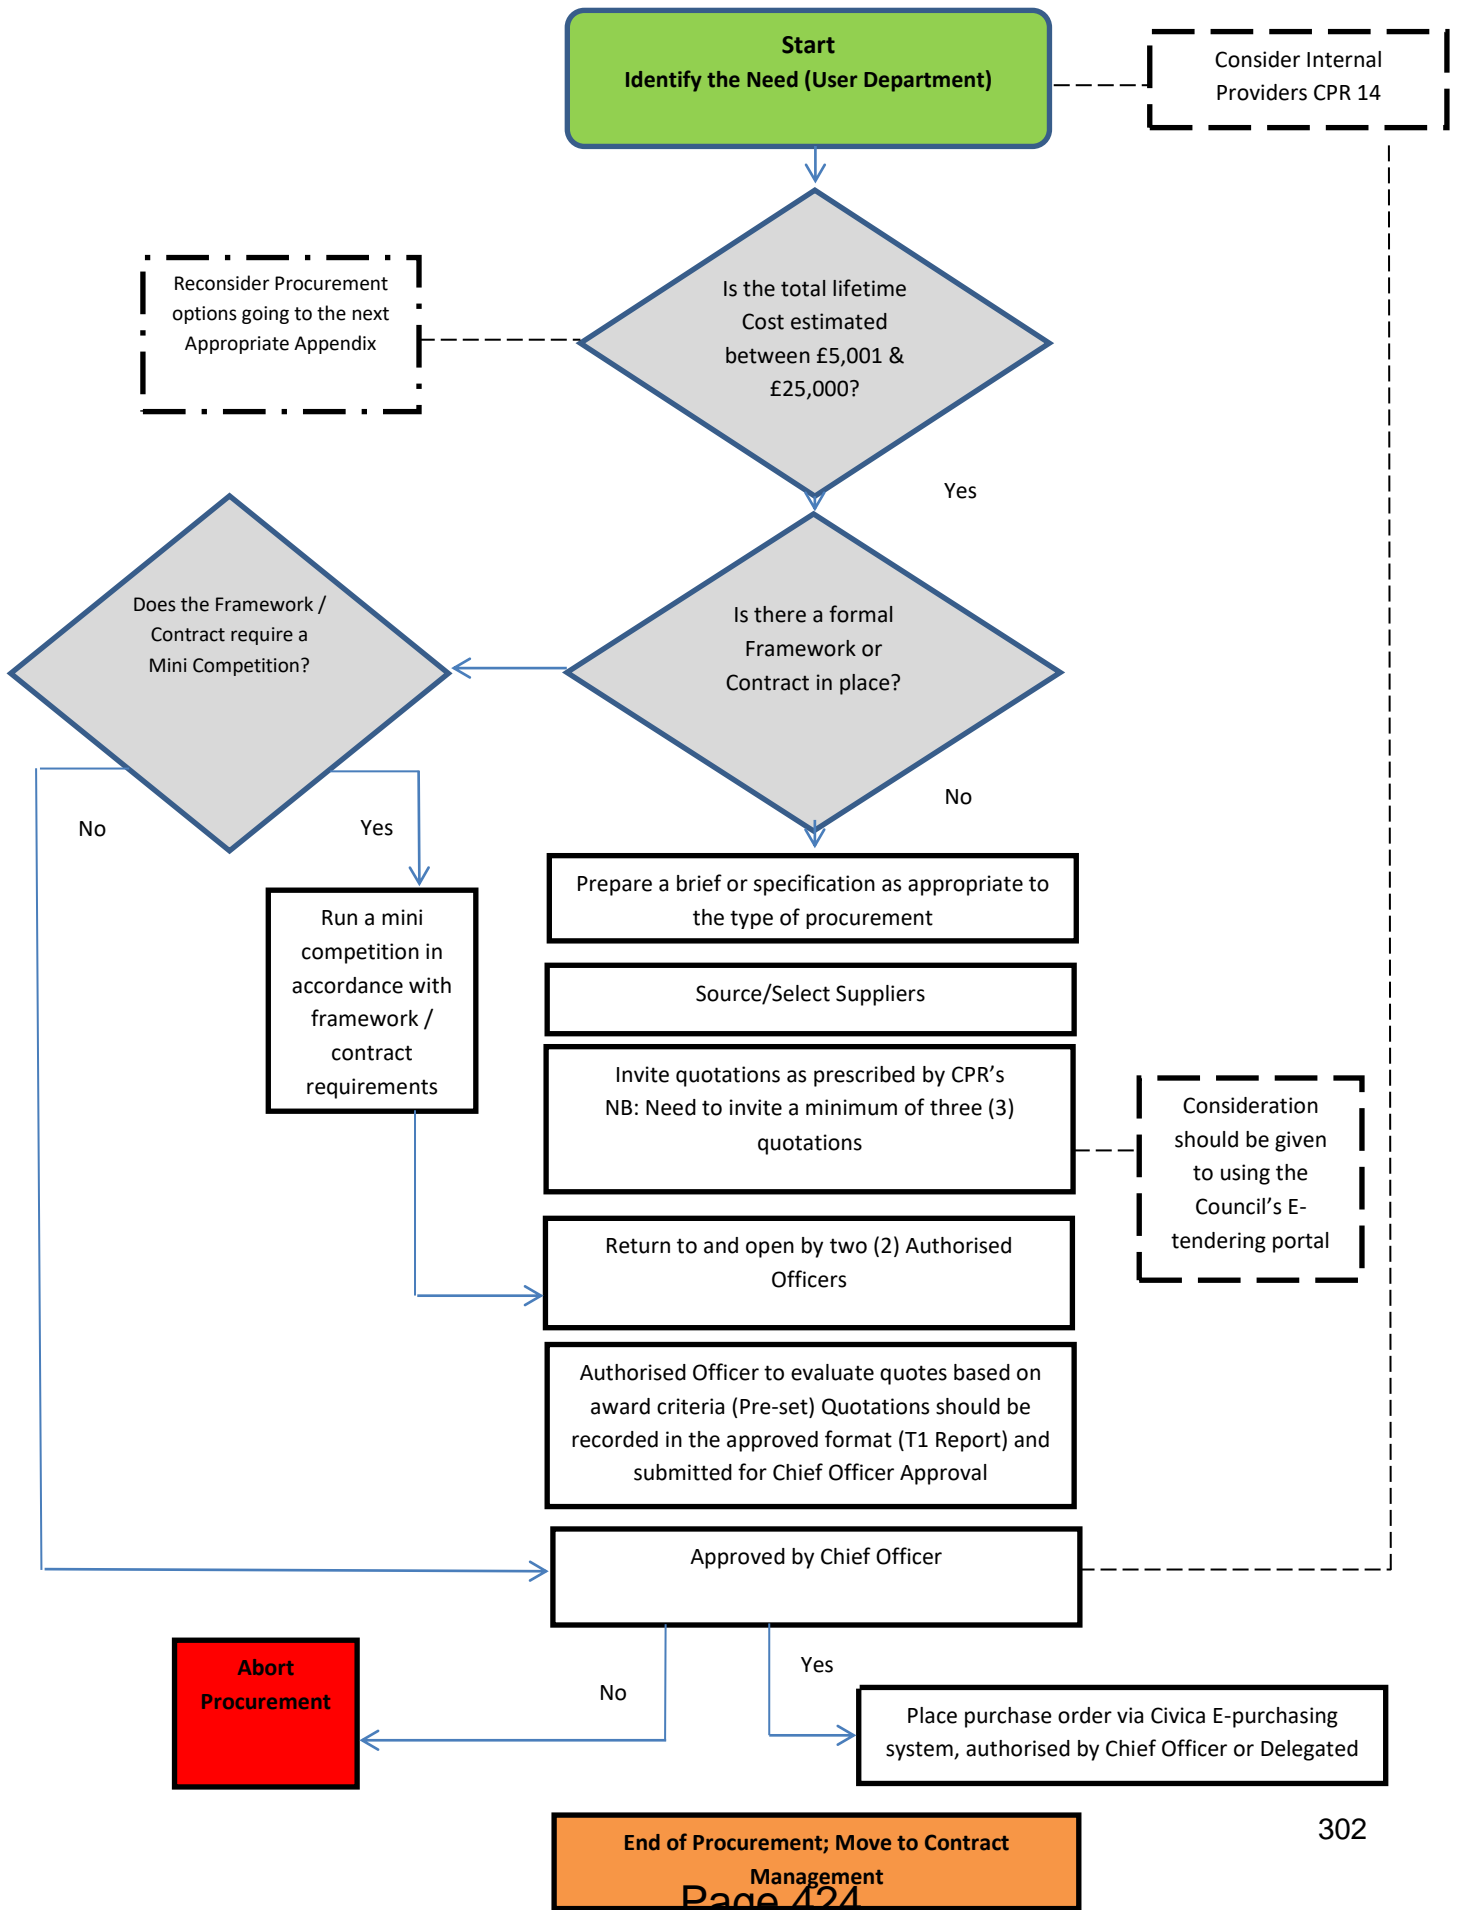 Start
Identify the Need (User Department)
Consider Internal
Providers CPR 14
Reconsider Procurement
options going to the next
Appropriate Appendix
Is the total lifetime
Cost estimated
between £5,001 &
£25,000?
Yes
Does the Framework /
Contract require a
Mini Competition?
Is there a formal
Framework or
Contract in place?
No
No
Yes
Prepare a brief or specification as appropriate to
the type of procurement
Run a mini
competition in
accordance with
framework /
contract
requirements
Source/Select Suppliers
Invite quotations as prescribed by CPR’s
NB: Need to invite a minimum of three (3)
quotations
Consideration
should be given
to using the
Council’s E-
tendering portal
Return to and open by two (2) Authorised
Officers
Authorised Officer to evaluate quotes based on
award criteria (Pre-set) Quotations should be
recorded in the approved format (T1 Report) and
submitted for Chief Officer Approval
Approved by Chief Officer
Abort
Procurement
No
Yes
Place purchase order via Civica E-purchasing
system, authorised by Chief Officer or Delegated
End of Procurement; Move to Contract
Management
302
Page 424